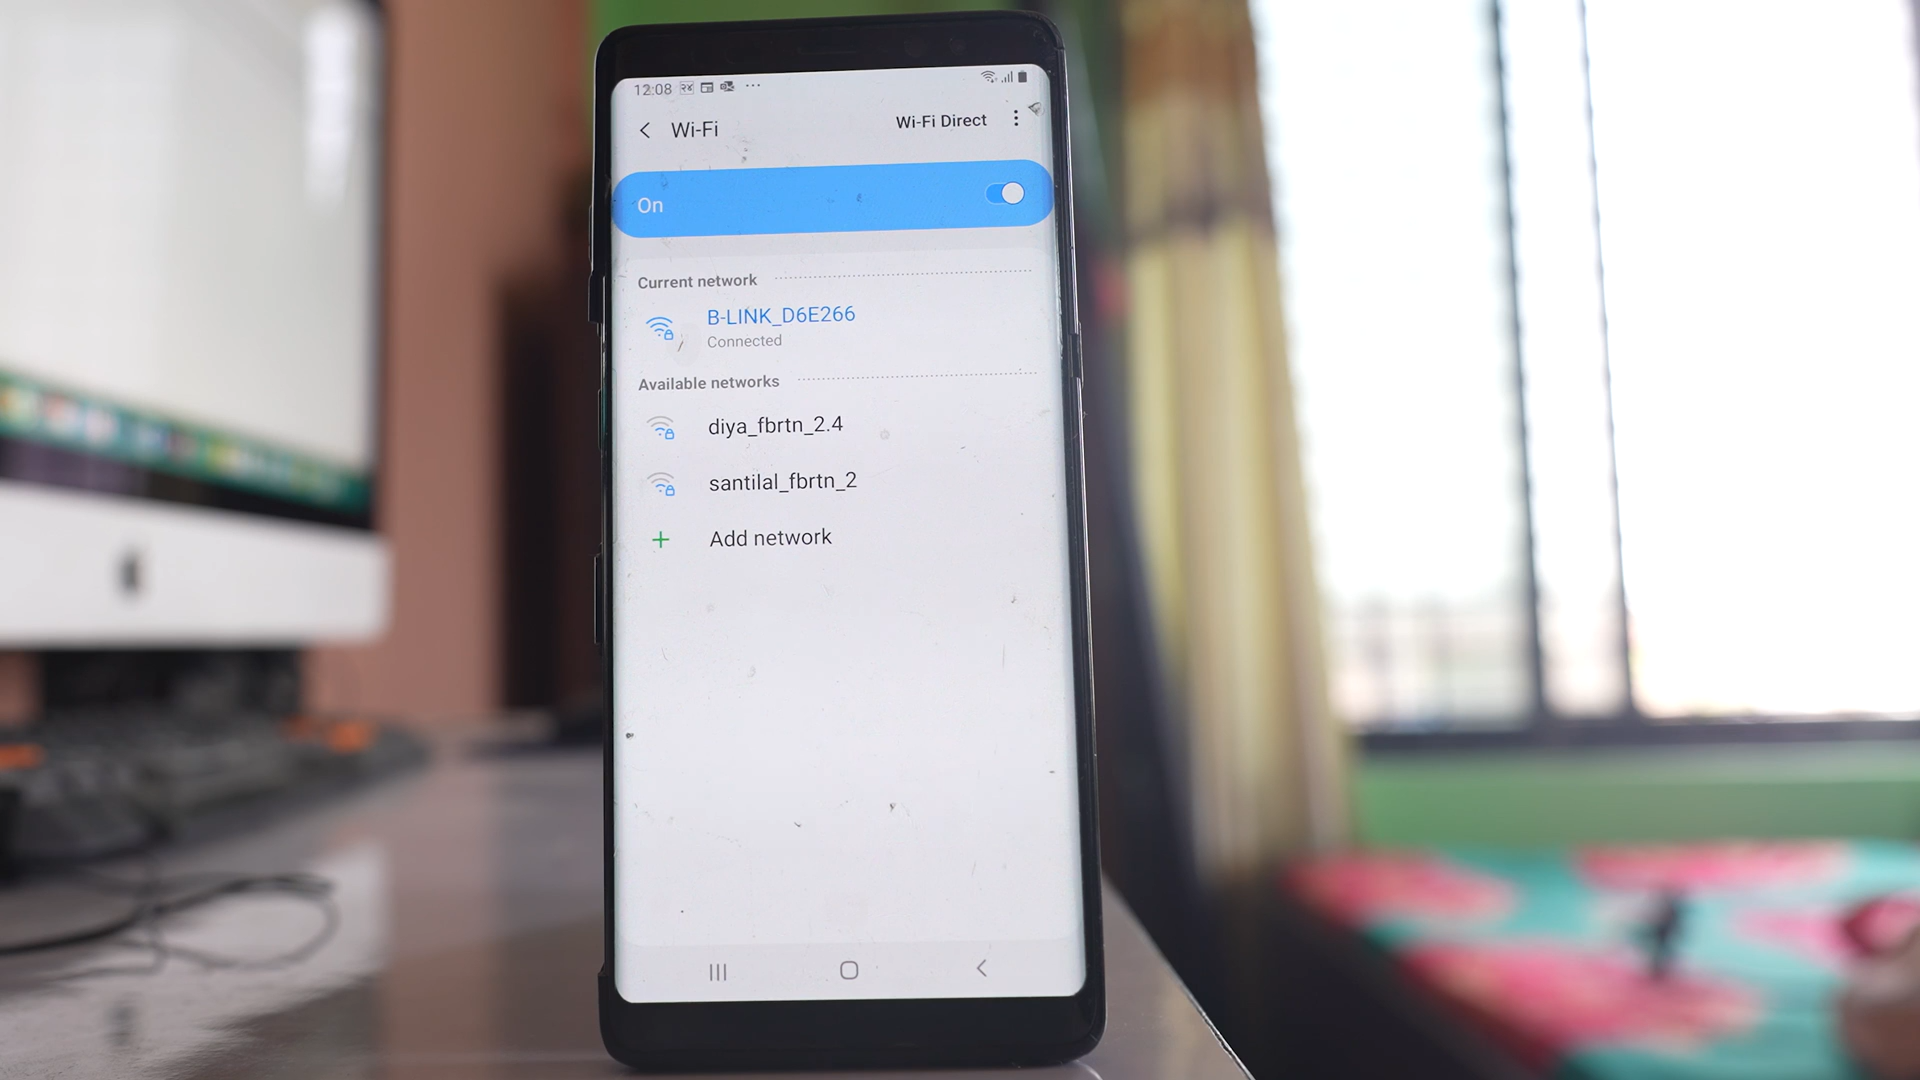 12:08 २४ ...
Wi-Fi
Wi-Fi Direct
On
Current network
B-LINK_D6E266
Connected
Available networks
diya_fbrtn_2.4
santilal_fbrtn_2
Add network